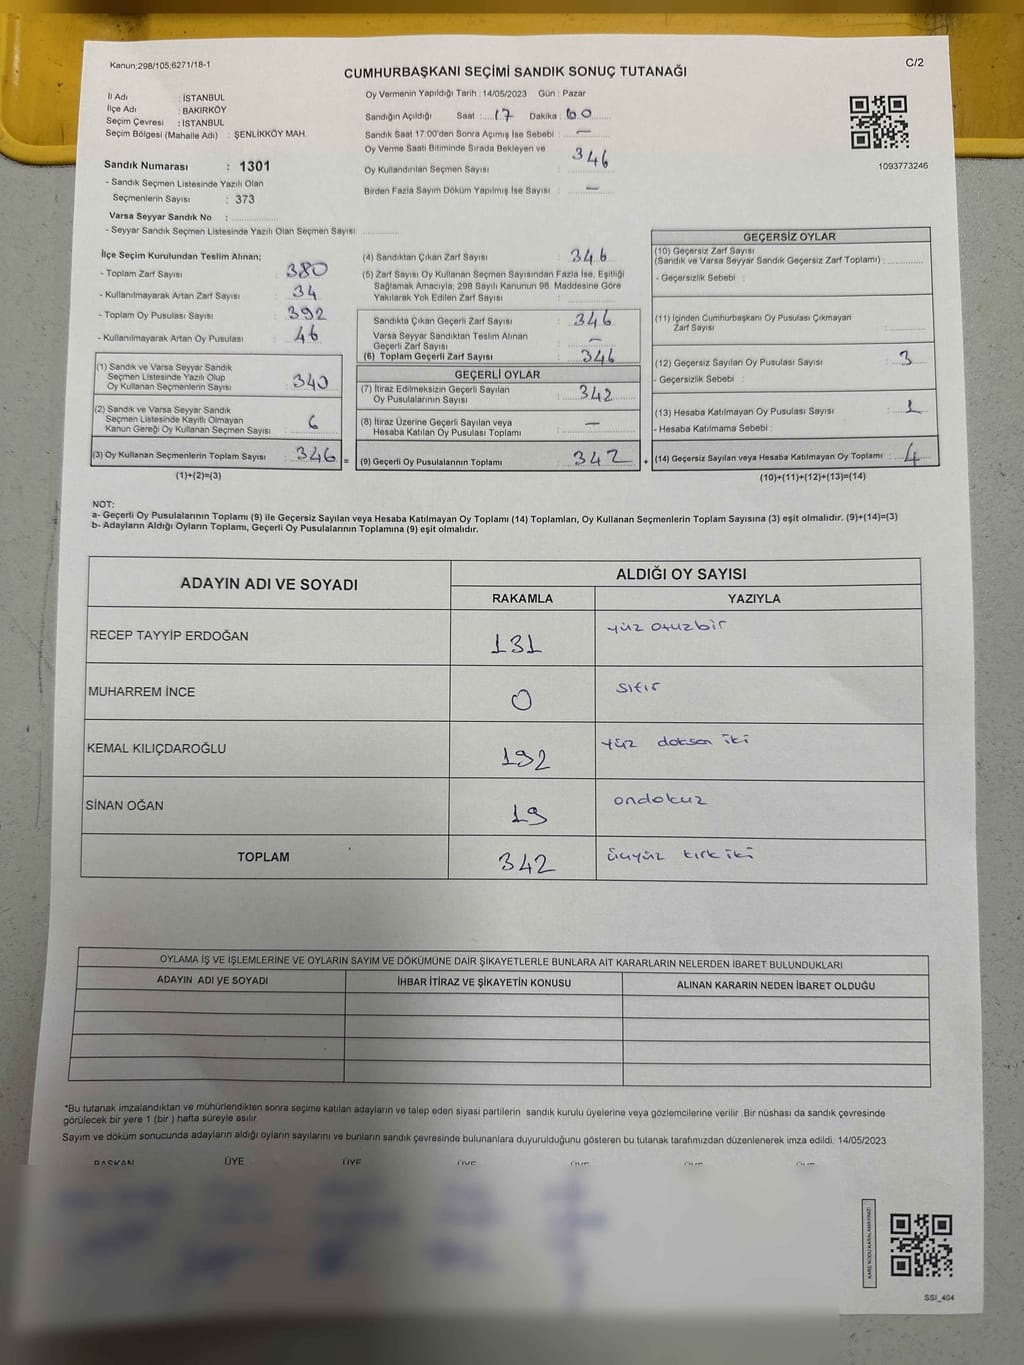 Kanun;298/105;6271/18-1
C/2
CUMHURBAŞKANI SEÇİMİ SANDIK SONUÇ TUTANAĞI
İl Adı : İSTANBUL
İlçe Adı : BAKIRKÖY
Seçim Çevresi : İSTANBUL
Seçim Bölgesi (Mahalle Adı) : ŞENLİKKÖY MAH.
Sandık Numarası : 1301
- Sandık Seçmen Listesinde Yazılı Olan
Seçmenlerin Sayısı : 373
Varsa Seyyar Sandık No :
- Seyyar Sandık Seçmen Listesinde Yazılı Olan Seçmen Sayısı:
Oy Vermenin Yapıldığı Tarih : 14/05/2023 Gün : Pazar
Sandığın Açıldığı Saat : 17 Dakika : 00
Sandık Saat 17.00'den Sonra Açımış İse Sebebi : —
Oy Verme Saati Bitiminde Sırada Bekleyen ve
Oy Kullandırılan Seçmen Sayısı : 346
Birden Fazla Sayım Döküm Yapılmış İse Sayısı : —
1093773246
İlçe Seçim Kurulundan Teslim Alınan;
- Toplam Zarf Sayısı : 380
- Kullanılmayarak Artan Zarf Sayısı : 34
- Toplam Oy Pusulası Sayısı : 392
- Kullanılmayarak Artan Oy Pusulası : 46
(1) Sandık ve Varsa Seyyar Sandık
Seçmen Listesinde Yazılı Olup
Oy Kullanan Seçmenlerin Sayısı : 340
(2) Sandık ve Varsa Seyyar Sandık
Seçmen Listesinde Kayıtlı Olmayan
Kanun Gereği Oy Kullanan Seçmen Sayısı : 6
(3) Oy Kullanan Seçmenlerin Toplam Sayısı : 346 =
(1)+(2)=(3)
(4) Sandıktan Çıkan Zarf Sayısı : 346
(5) Zarf Sayısı Oy Kullanan Seçmen Sayısından Fazla İse, Eşitliği
Sağlamak Amacıyla; 298 Sayılı Kanunun 98. Maddesine Göre
Yakılarak Yok Edilen Zarf Sayısı :
Sandıkta Çıkan Geçerli Zarf Sayısı : 346
Varsa Seyyar Sandıktan Teslim Alınan
Geçerli Zarf Sayısı : —
(6) Toplam Geçerli Zarf Sayısı : 346
GEÇERLİ OYLAR
(7) İtiraz Edilmeksizin Geçerli Sayılan
Oy Pusulalarının Sayısı : 342
(8) İtiraz Üzerine Geçerli Sayılan veya
Hesaba Katılan Oy Pusulası Toplamı : —
(9) Geçerli Oy Pusulalarının Toplamı : 342 +
GEÇERSİZ OYLAR
(10) Geçersiz Zarf Sayısı
(Sandık ve Varsa Seyyar Sandık Geçersiz Zarf Toplamı) :
- Geçersizlik Sebebi :
(11) İçinden Cumhurbaşkanı Oy Pusulası Çıkmayan
Zarf Sayısı :
(12) Geçersiz Sayılan Oy Pusulası Sayısı : 3
- Geçersizlik Sebebi :
(13) Hesaba Katılmayan Oy Pusulası Sayısı : 1
- Hesaba Katılmama Sebebi :
(14) Geçersiz Sayılan veya Hesaba Katılmayan Oy Toplamı : 4
(10)+(11)+(12)+(13)=(14)
NOT:
a- Geçerli Oy Pusulalarının Toplamı (9) ile Geçersiz Sayılan veya Hesaba Katılmayan Oy Toplamı (14) Toplamları, Oy Kullanan Seçmenlerin Toplam Sayısına (3) eşit olmalıdır. (9)+(14)=(3)
b- Adayların Aldığı Oyların Toplamı, Geçerli Oy Pusulalarının Toplamına (9) eşit olmalıdır.
ADAYIN ADI VE SOYADI ALDIĞI OY SAYISI
RAKAMLA YAZIYLA
RECEP TAYYİP ERDOĞAN 131 yüz otuzbir
MUHARREM İNCE 0 sıfır
KEMAL KILIÇDAROĞLU 192 yüz doksan iki
SİNAN OĞAN 19 ondokuz
TOPLAM 342 üçyüz kırk iki
OYLAMA İŞ VE İŞLEMLERİNE VE OYLARIN SAYIM VE DÖKÜMÜNE DAİR ŞİKAYETLERLE BUNLARA AİT KARARLARIN NELERDEN İBARET BULUNDUKLARI
ADAYIN ADI VE SOYADI İHBAR İTİRAZ VE ŞİKAYETİN KONUSU ALINAN KARARIN NEDEN İBARET OLDUĞU
*Bu tutanak imzalandıktan ve mühürlendikten sonra seçime katılan adayların ve talep eden siyasi partilerin sandık kurulu üyelerine veya gözlemcilerine verilir .Bir nüshası da sandık çevresinde
görülecek bir yere 1 (bir ) hafta süreyle asılır.
Sayım ve döküm sonucunda adayların aldığı oyların sayılarını ve bunların sandık çevresinde bulunanlara duyurulduğunu gösteren bu tutanak tarafımızdan düzenlenerek imza edildi. 14/05/2023
BAŞKAN ÜYE ÜYE ÜYE ÜYE ÜYE ÜYE
KARE KODU KARALAMAYINIZ!
SSI_404